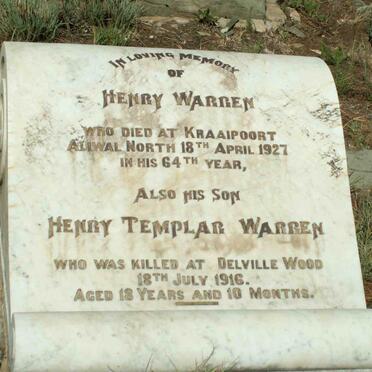 IN LOVING MEMORY
OF
HENRY WARREN
WHO DIED AT KRAAIPOORT
ALIWAL NORTH 18TH APRIL 1927
IN HIS 64TH YEAR,
ALSO HIS SON
HENRY TEMPLAR WARREN
WHO WAS KILLED AT DELVILLE WOOD
18TH JULY 1916.
AGED 18 YEARS AND 10 MONTHS.